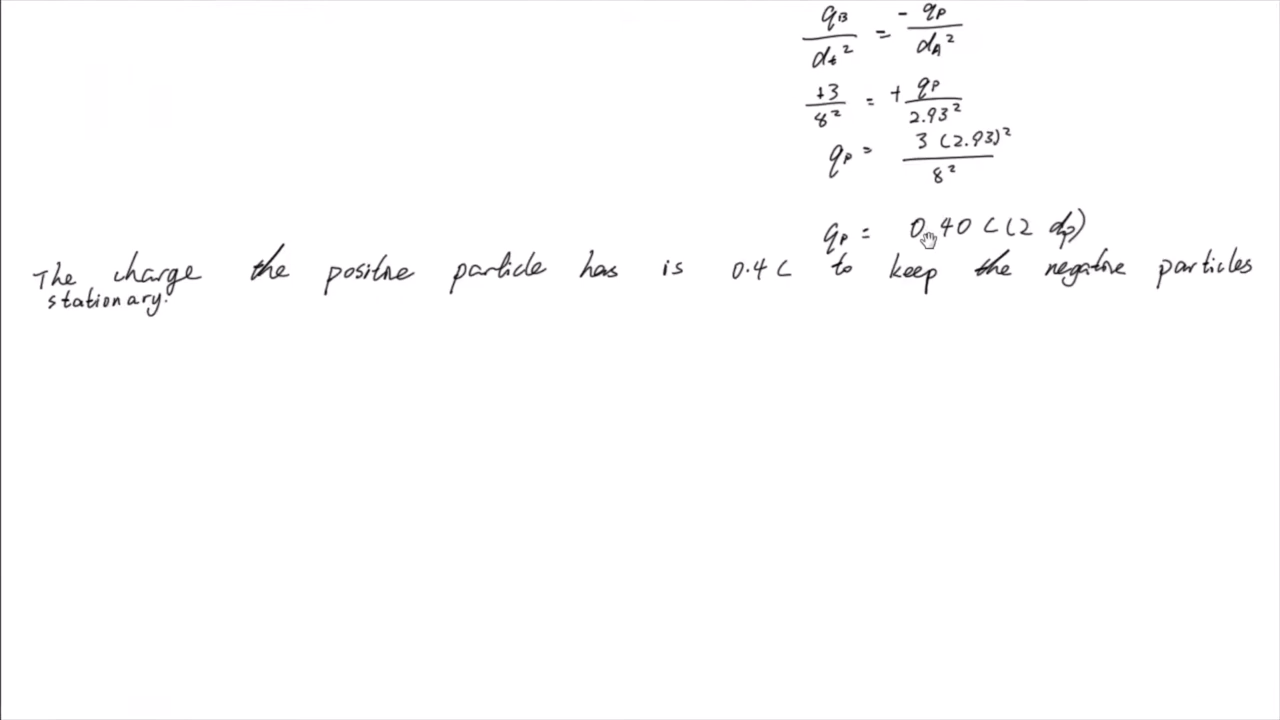 qB/dt² = - qP/dA²
+3/8² = + qP/2.93²
qP = 3 (2.93)²/8²
qP = 0.40 C (2 dp)
The charge the positive particle has is 0.4 C to keep the negative particles
stationary.